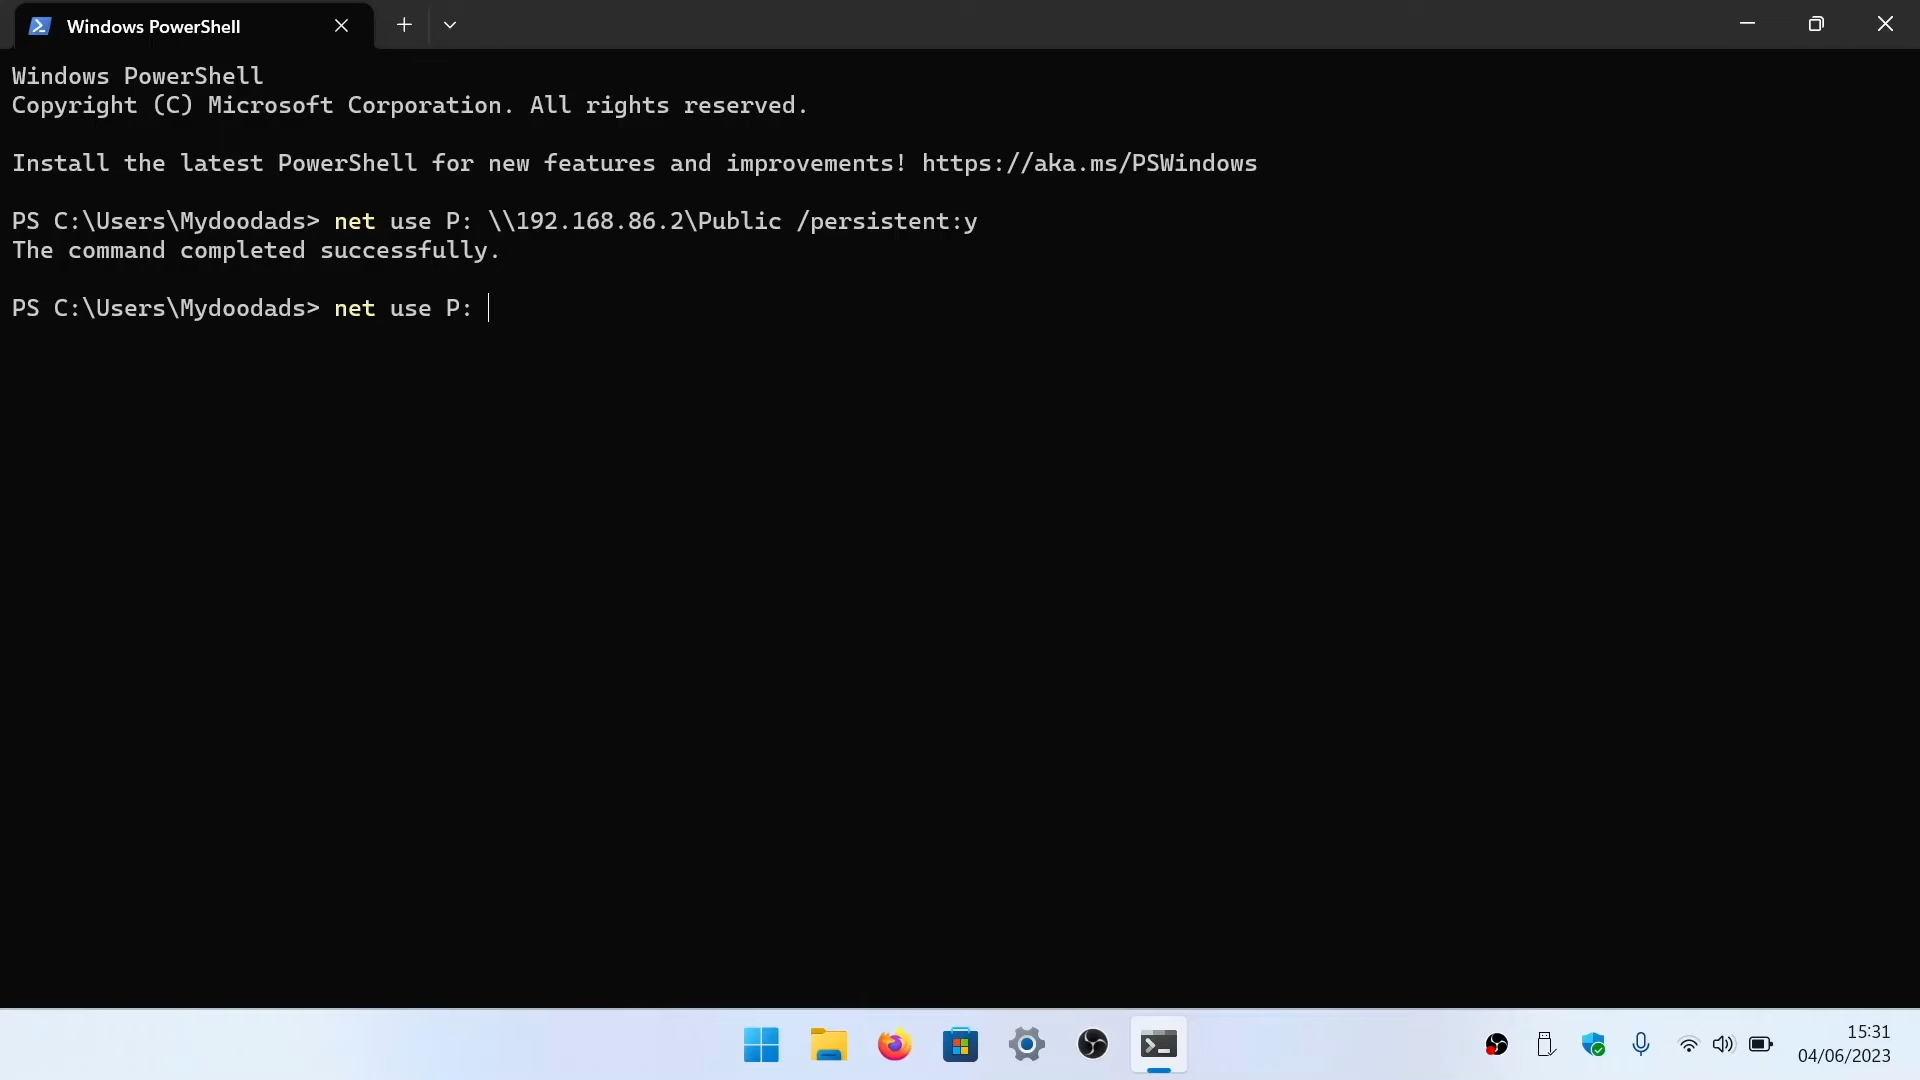 Windows PowerShell
Windows PowerShell
Copyright (C) Microsoft Corporation. All rights reserved.
Install the latest PowerShell for new features and improvements! https://aka.ms/PSWindows
PS C:\Users\Mydoodads> net use P: \\192.168.86.2\Public /persistent:y
The command completed successfully.
PS C:\Users\Mydoodads> net use P:
15:31
04/06/2023